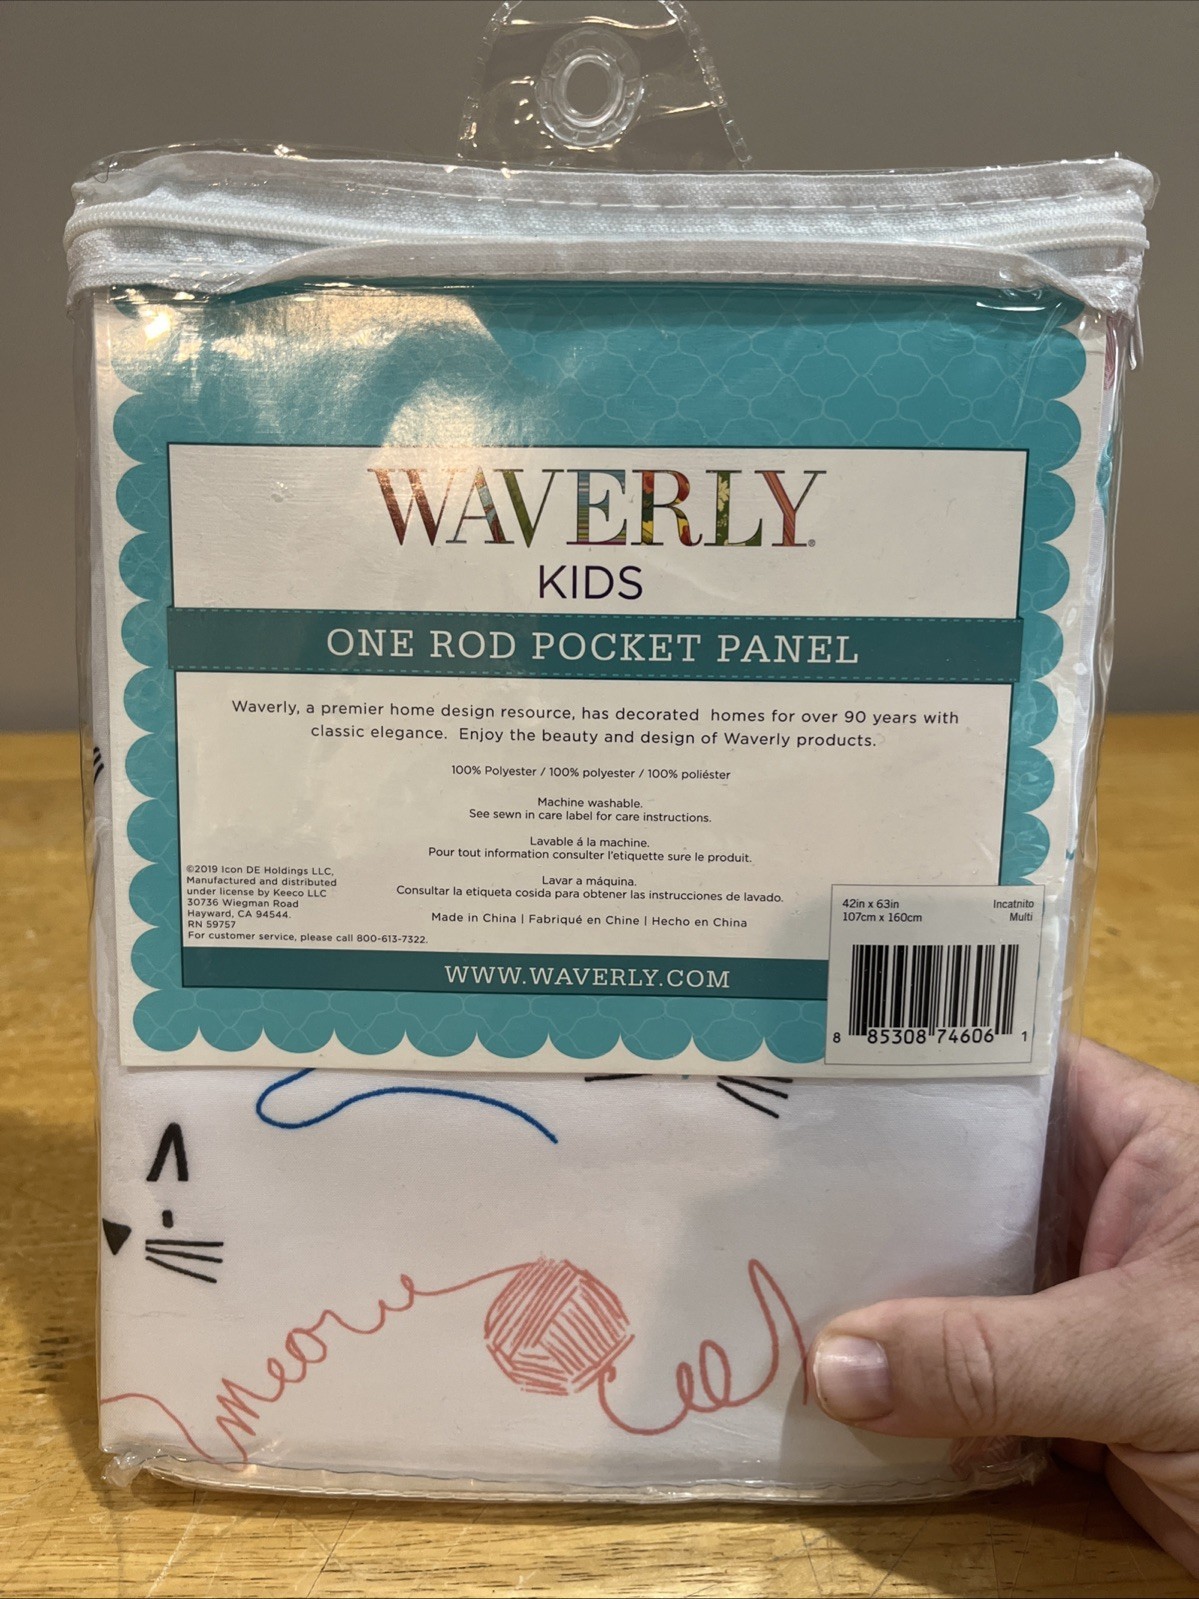 WAVERLY®
KIDS
ONE ROD POCKET PANEL
Waverly, a premier home design resource, has decorated homes for over 90 years with
classic elegance. Enjoy the beauty and design of Waverly products.
100% Polyester / 100% polyester / 100% poliéster
Machine washable.
See sewn in care label for care instructions.
Lavable á la machine.
Pour tout information consulter l'etiquette sure le produit.
Lavar a máquina.
Consultar la etiqueta cosida para obtener las instrucciones de lavado.
Made in China | Fabriqué en Chine | Hecho en China
©2019 Icon DE Holdings LLC,
Manufactured and distributed
under license by Keeco LLC
30736 Wiegman Road
Hayward, CA 94544.
RN 59757
For customer service, please call 800-613-7322.
WWW.WAVERLY.COM
42in x 63in Incatnito
107cm x 160cm Multi
8 85308 74606 1
meow